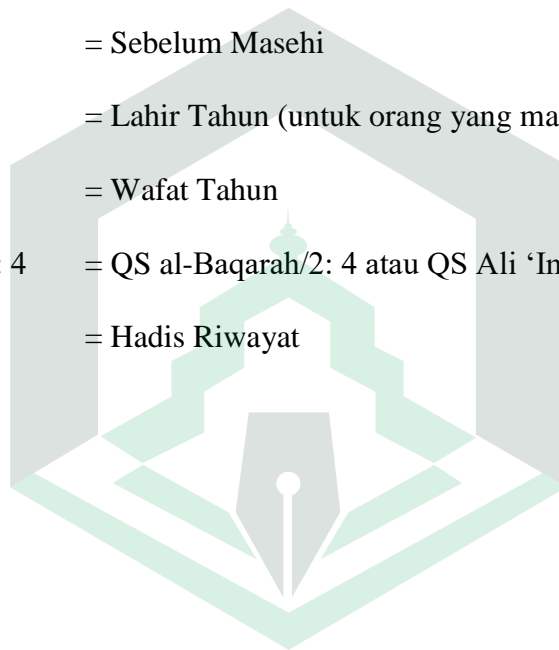 = Sebelum Masehi
= Lahir Tahun (untuk orang yang ma
= Wafat Tahun
: 4 = QS al-Baqarah/2: 4 atau QS Ali ‘In
= Hadis Riwayat